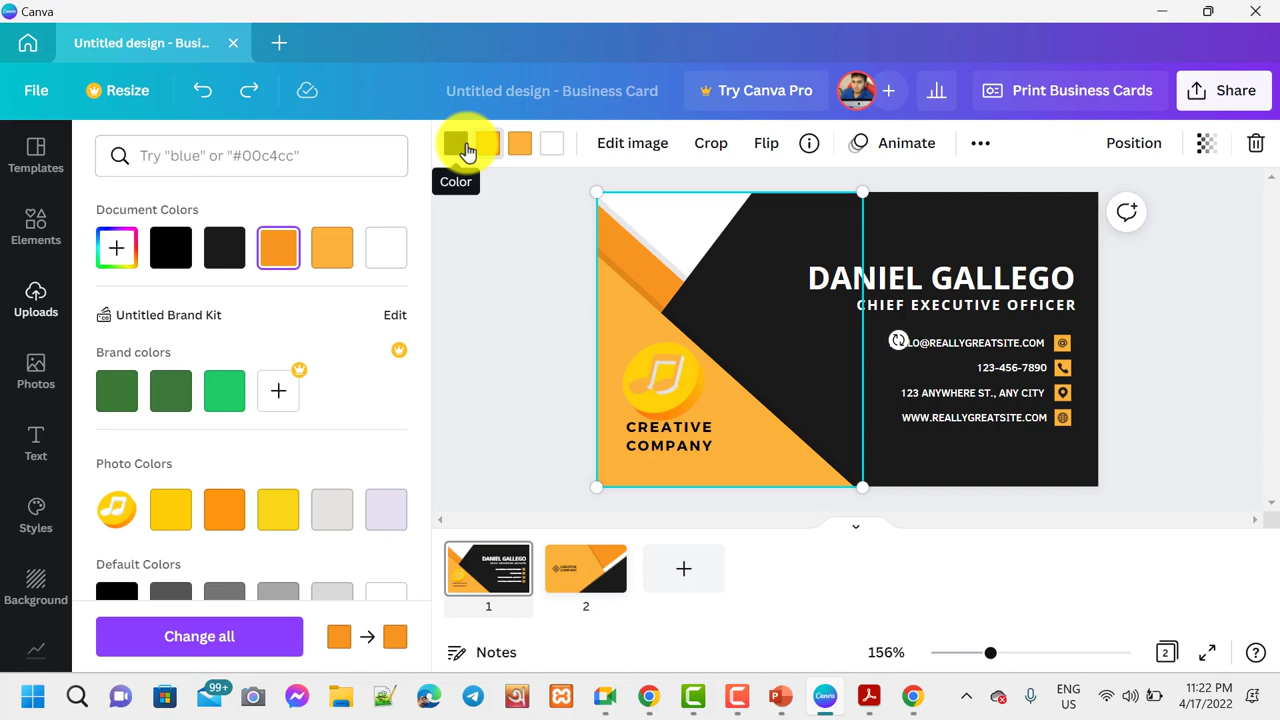 Canva
Untitled design - Busi...
File
Resize
Untitled design - Business Card
Try Canva Pro
Print Business Cards
Share
Templates
Elements
Uploads
Photos
Text
Styles
Background
Try "blue" or "#00c4cc"
Document Colors
Untitled Brand Kit
Edit
Brand colors
Photo Colors
Default Colors
Change all
Edit image
Crop
Flip
Animate
Position
Color
DANIEL GALLEGO
CHIEF EXECUTIVE OFFICER
LO@REALLYGREATSITE.COM
123-456-7890
123 ANYWHERE ST., ANY CITY
WWW.REALLYGREATSITE.COM
CREATIVE
COMPANY
1
2
Notes
156%
2
99+
ENG
US
11:22 PM
4/17/2022